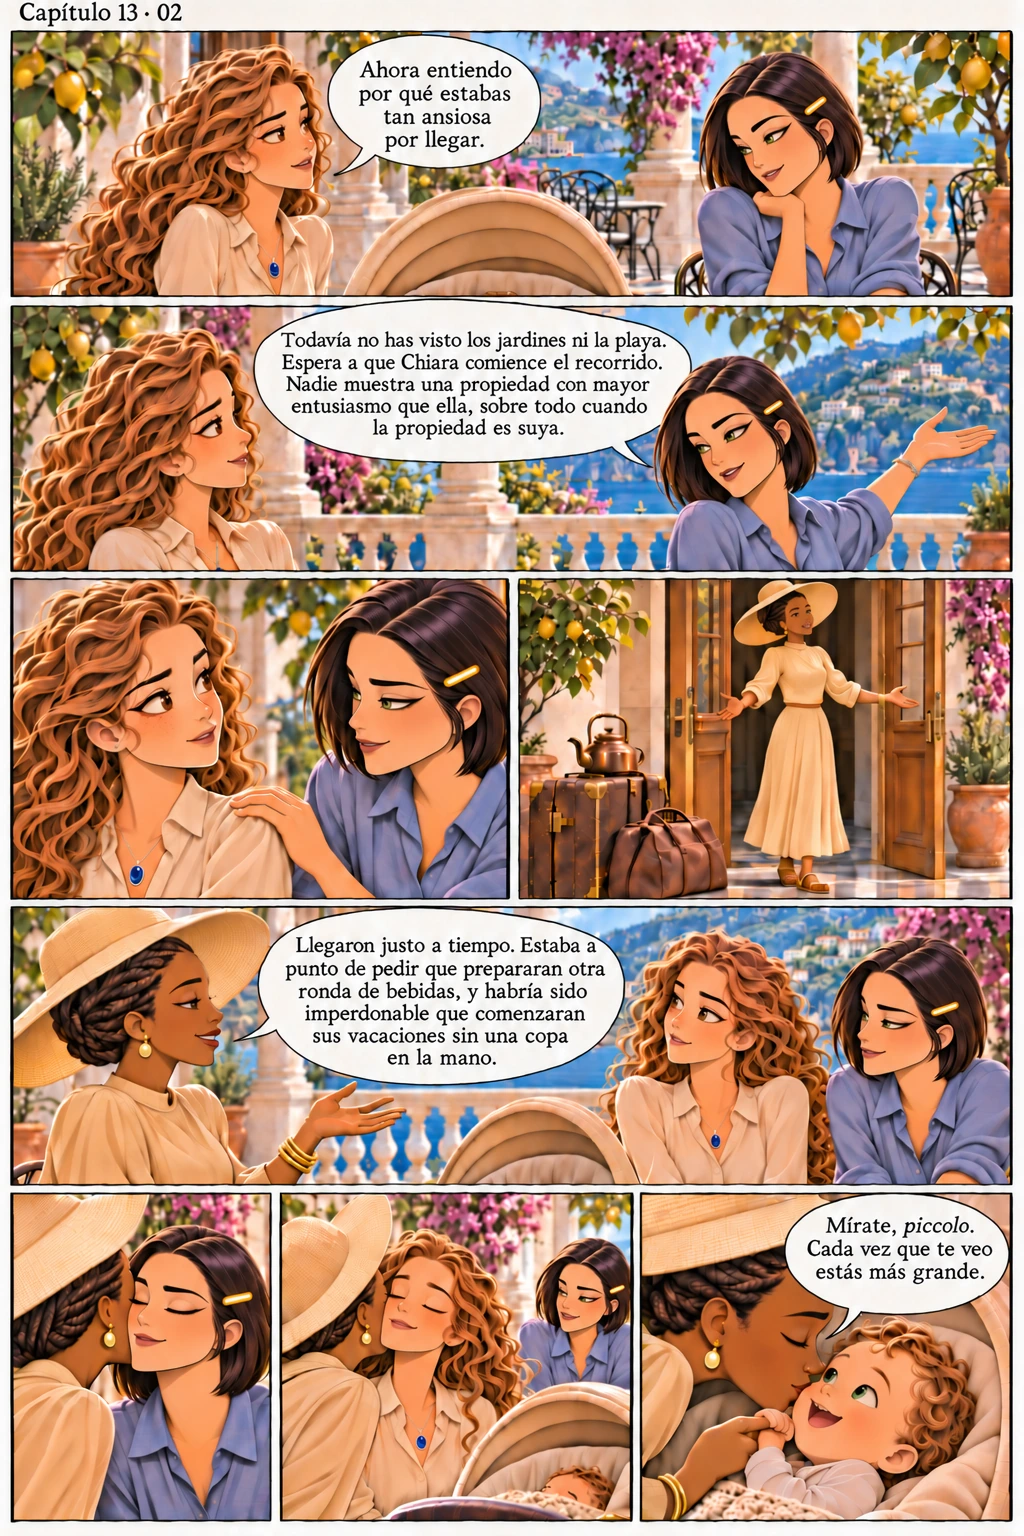 Capítulo 13 · 02
Ahora entiendo
por qué estabas
tan ansiosa
por llegar.
Todavía no has visto los jardines ni la playa.
Espera a que Chiara comience el recorrido.
Nadie muestra una propiedad con mayor
entusiasmo que ella, sobre todo cuando
la propiedad es suya.
Llegaron justo a tiempo. Estaba a
punto de pedir que prepararan otra
ronda de bebidas, y habría sido
imperdonable que comenzaran
sus vacaciones sin una copa
en la mano.
Mírate, piccolo.
Cada vez que te veo
estás más grande.